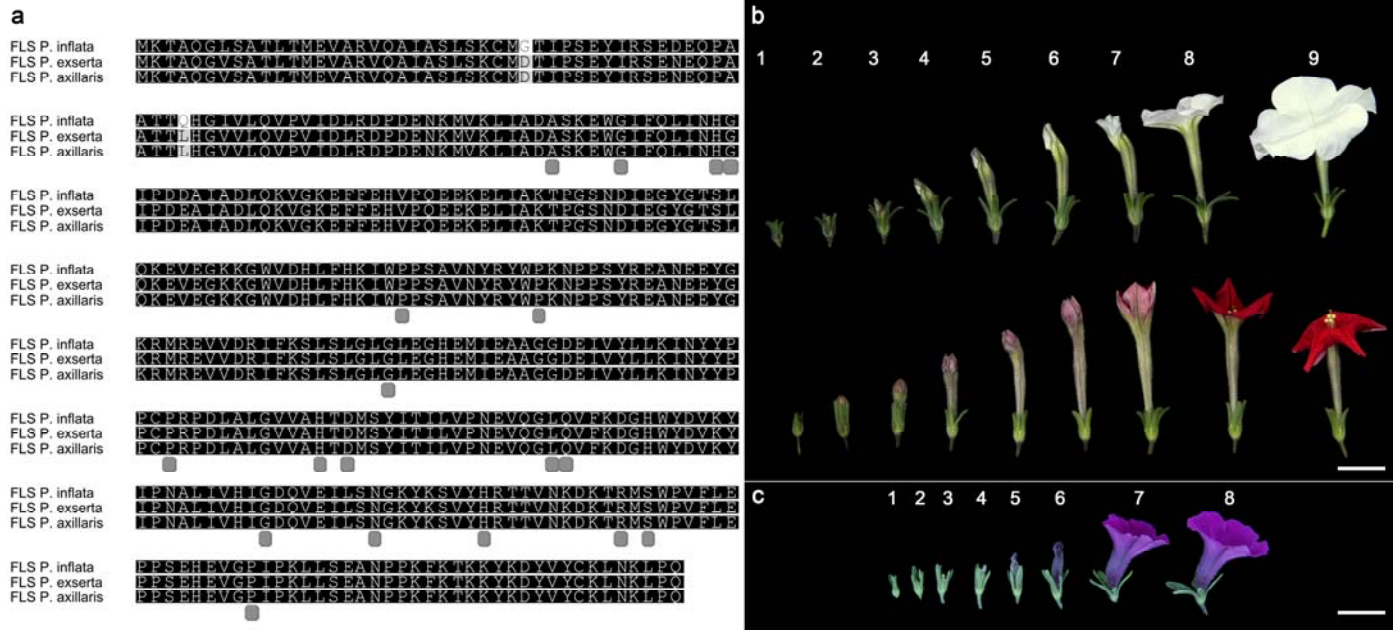 a
FLS P. inflata MKTAQGLSATLTMEVARVQAIASLSKCMGTIPSEYIRSEDEQPA
FLS P. exserta MKTAQGVSATLTMEVARVQAIASLSKCMDTIPSEYIRSENEQPA
FLS P. axillaris MKTAQGVSATLTMEVARVQAIASLSKCMDTIPSEYIRSENEQPA
FLS P. inflata ATTQHGIVLQVPVIDLRDPDENKMVKLIADASKEWGIFQLINHG
FLS P. exserta ATTLHGVVLQVPVIDLRDPDENKMVKLIADASKEWGIFQLINHG
FLS P. axillaris ATTLHGVVLQVPVIDLRDPDENKMVKLIADASKEWGIFQLINHG
FLS P. inflata IPDDAIADLQKVGKEFFEHVPQEEKELIAKTPGSNDIEGYGTSL
FLS P. exserta IPDEAIADLQKVGKEFFEHVPQEEKELIAKTPGSNDIEGYGTSL
FLS P. axillaris IPDEAIADLQKVGKEFFEHVPQEEKELIAKTPGSNDIEGYGTSL
FLS P. inflata QKEVEGKKGWVDHLFHKIWPPSAVNYRYWPKNPPSYREANEEYG
FLS P. exserta QKEVEGKKGWVDHLFHKIWPPSAVNYRYWPKNPPSYREANEEYG
FLS P. axillaris QKEVEGKKGWVDHLFHKIWPPSAVNYRYWPKNPPSYREANEEYG
FLS P. inflata KRMREVVDRIFKSLSLGLGLEGHEMIEAAGGDEIVYLLKINYYP
FLS P. exserta KRMREVVDRIFKSLSLGLGLEGHEMIEAAGGDEIVYLLKINYYP
FLS P. axillaris KRMREVVDRIFKSLSLGLGLEGHEMIEAAGGDEIVYLLKINYYP
FLS P. inflata PCPRPDLALGVVAHTDMSYITILVPNEVQGLQVFKDGHWYDVKY
FLS P. exserta PCPRPDLALGVVAHTDMSYITILVPNEVQGLQVFKDGHWYDVKY
FLS P. axillaris PCPRPDLALGVVAHTDMSYITILVPNEVQGLQVFKDGHWYDVKY
FLS P. inflata IPNALIVHIGDQVEILSNGKYKSVYHRTTVNKDKTRMSWPVFLE
FLS P. exserta IPNALIVHIGDQVEILSNGKYKSVYHRTTVNKDKTRMSWPVFLE
FLS P. axillaris IPNALIVHIGDQVEILSNGKYKSVYHRTTVNKDKTRMSWPVFLE
FLS P. inflata PPSEHEVGPIPKLLSEANPPKFKTKKYKDYVYCKLNKLPQ
FLS P. exserta PPSEHEVGPIPKLLSEANPPKFKTKKYKDYVYCKLNKLPQ
FLS P. axillaris PPSEHEVGPIPKLLSEANPPKFKTKKYKDYVYCKLNKLPQ
b
1 2 3 4 5 6 7 8 9
c
1 2 3 4 5 6 7 8